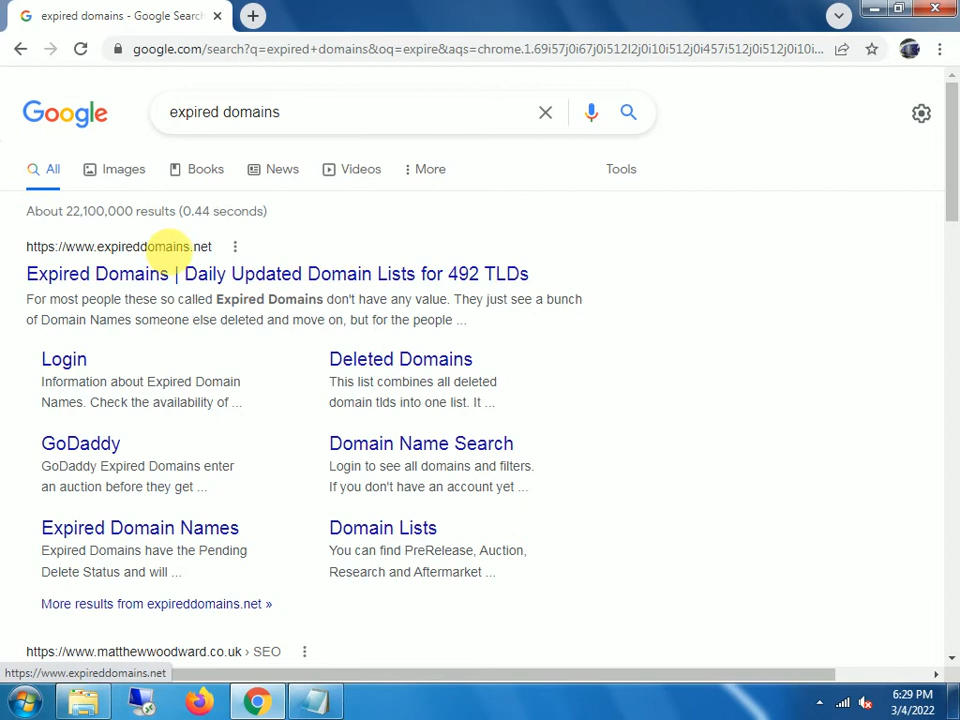 expired domains - Google Search
google.com/search?q=expired+domains&oq=expire&aqs=chrome.1.69i57j0i67j0i512l2j0i10i512j0i457i512j0i512j0i10i...
Google
expired domains
All
Images
Books
News
Videos
More
Tools
About 22,100,000 results (0.44 seconds)
https://www.expireddomains.net
Expired Domains | Daily Updated Domain Lists for 492 TLDs
For most people these so called Expired Domains don't have any value. They just see a bunch
of Domain Names someone else deleted and move on, but for the people ...
Login
Information about Expired Domain
Names. Check the availability of ...
Deleted Domains
This list combines all deleted
domain tlds into one list. It ...
GoDaddy
GoDaddy Expired Domains enter
an auction before they get ...
Domain Name Search
Login to see all domains and filters.
If you don't have an account yet ...
Expired Domain Names
Expired Domains have the Pending
Delete Status and will ...
Domain Lists
You can find PreRelease, Auction,
Research and Aftermarket ...
More results from expireddomains.net »
https://www.matthewwoodward.co.uk › SEO
https://www.expireddomains.net
6:29 PM
3/4/2022